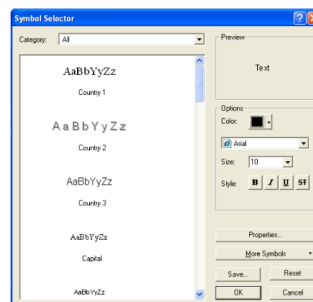 Symbol Selector
Category: All
AaBbYyZz
Country 1
AaBbYyZz
Country 2
AaBbYyZz
Country 3
AaBbYyZz
Capital
AaBbYyZz
Preview
Text
Options
Color:
Arial
Size: 10
Style: B I U ST
Properties...
More Symbols
Save... Reset
OK Cancel